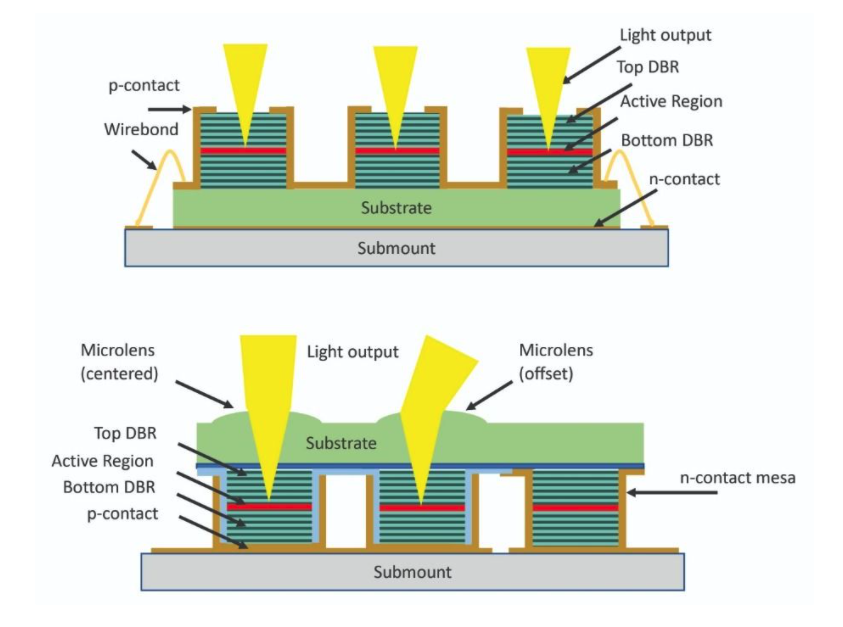 Light output
Top DBR
p-contact
Active Region
Wirebond
Bottom DBR
n-contact
Substrate
Submount
Microlens
(centered)
Light output
Microlens
(offset)
Top DBR
Substrate
Active Region
Bottom DBR
n-contact mesa
p-contact
Submount